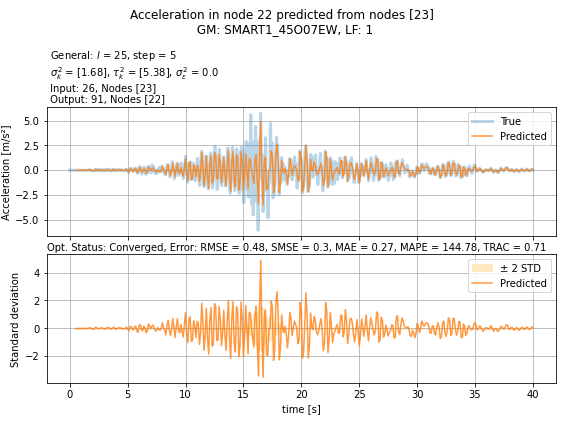 Acceleration in node 22 predicted from nodes [23]
GM: SMART1_45O07EW, LF: 1
General: l = 25, step = 5
σ²ₖ = [1.68], τ²ₖ = [5.38], σ²ε = 0.0
Input: 26, Nodes [23]
Output: 91, Nodes [22]
Acceleration [m/s²]
5.0
2.5
0.0
−2.5
−5.0
True
Predicted
Opt. Status: Converged, Error: RMSE = 0.48, SMSE = 0.3, MAE = 0.27, MAPE = 144.78, TRAC = 0.71
Standard deviation
4
2
0
−2
± 2 STD
Predicted
0 5 10 15 20 25 30 35 40
time [s]